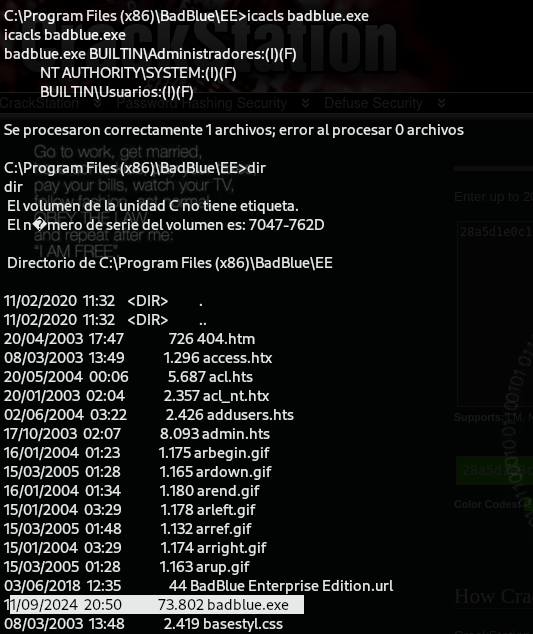 C:\Program Files (x86)\BadBlue\EE>icacls badblue.exe
icacls badblue.exe
badblue.exe BUILTIN\Administradores:(I)(F)
NT AUTHORITY\SYSTEM:(I)(F)
BUILTIN\Usuarios:(I)(F)
CrackStation
CrackStation
Password Hashing Security
Defuse Security
Se procesaron correctamente 1 archivos; error al procesar 0 archivos
C:\Program Files (x86)\BadBlue\EE>dir
Go to work, get married,
dir
pay your bills, watch your TV,
El volumen de la unidad C no tiene etiqueta.
follow fashion, act normal
Enter up to 20
El n�mero de serie del volumen es: 7047-762D
OBEY THE LAW
and repeat after me:
28a5d1e0c1
"I AM FREE"
Directorio de C:\Program Files (x86)\BadBlue\EE
11/02/2020 11:32 <DIR> .
11/02/2020 11:32 <DIR> ..
20/04/2003 17:47 726 404.htm
08/03/2003 13:49 1.296 access.htx
20/05/2004 00:06 5.687 acl.hts
20/01/2003 02:04 2.357 acl_nt.htx
02/06/2004 03:22 2.426 addusers.hts
Supports: LM, N
17/10/2003 02:07 8.093 admin.hts
16/01/2004 01:23 1.175 arbegin.gif
15/03/2005 01:28 1.165 ardown.gif
16/01/2004 01:34 1.180 arend.gif
15/01/2004 03:29 1.178 arleft.gif
Color Codes:
15/03/2005 01:48 1.132 arref.gif
15/01/2004 03:29 1.174 arright.gif
15/03/2005 01:28 1.163 arup.gif
03/06/2018 12:35 44 BadBlue Enterprise Edition.url
How Cra
11/09/2024 20:50 73.802 badblue.exe
08/03/2003 13:48 2.419 basestyl.css